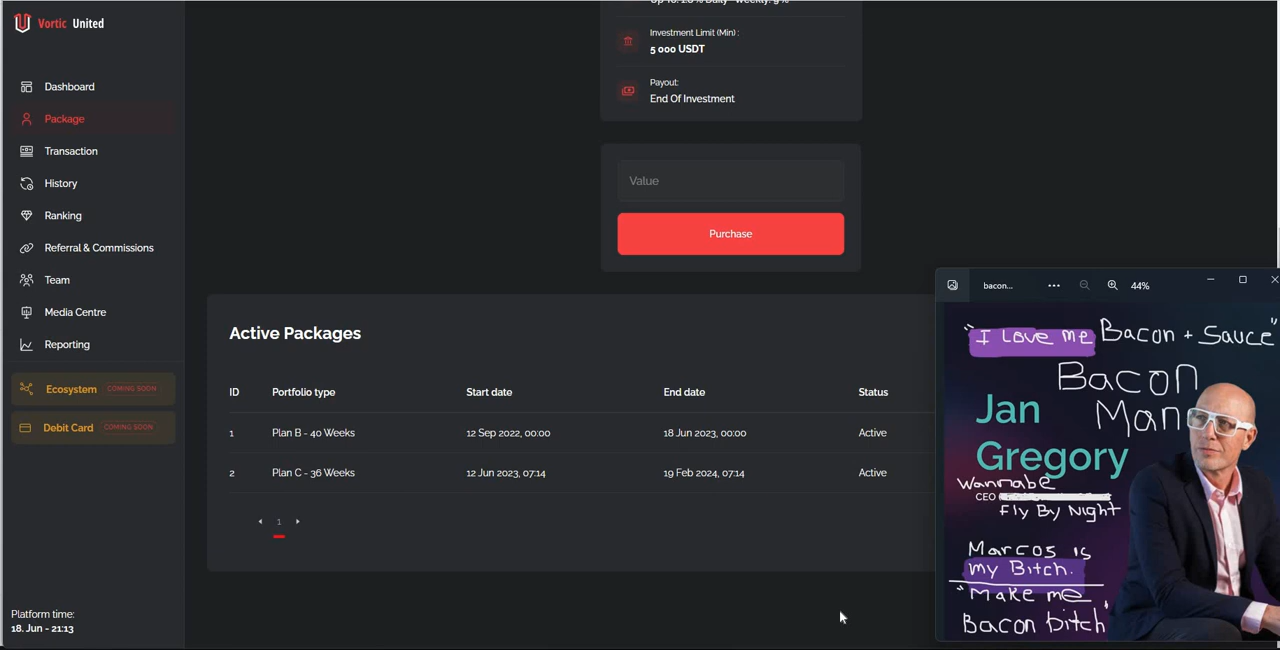 Vortic United
Dashboard
Package
Transaction
History
Ranking
Referral & Commissions
Team
Media Centre
Reporting
Ecosystem COMING SOON
Debit Card COMING SOON
Platform time:
18. Jun - 21:13
Investment Limit (Min) :
5 000 USDT
Payout:
End Of Investment
Value
Purchase
Active Packages
ID Portfolio type Start date End date Status
1 Plan B - 40 Weeks 12 Sep 2022, 00:00 18 Jun 2023, 00:00 Active
2 Plan C - 36 Weeks 12 Jun 2023, 07:14 19 Feb 2024, 07:14 Active
1
bacon... 44%
"I Love me Bacon + Sauce"
Bacon
Man
Jan
Gregory
Wannabe
CEO
Fly By Night
Marcos is
my Bitch.
"Make me
Bacon bitch"